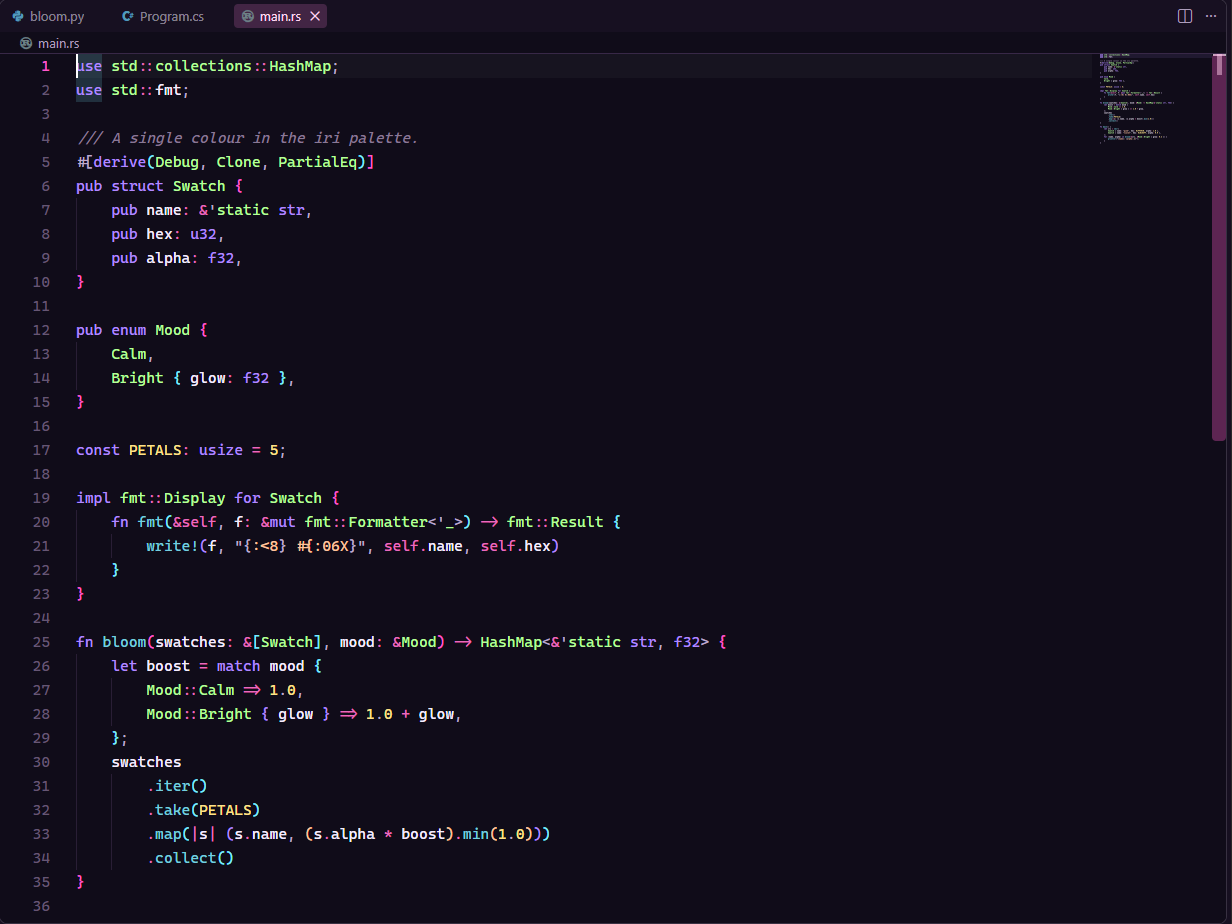 bloom.py
Program.cs
main.rs
main.rs
1 use std::collections::HashMap;
2 use std::fmt;
3
4 /// A single colour in the iri palette.
5 #[derive(Debug, Clone, PartialEq)]
6 pub struct Swatch {
7     pub name: &'static str,
8     pub hex: u32,
9     pub alpha: f32,
10 }
11
12 pub enum Mood {
13     Calm,
14     Bright { glow: f32 },
15 }
16
17 const PETALS: usize = 5;
18
19 impl fmt::Display for Swatch {
20     fn fmt(&self, f: &mut fmt::Formatter<'_>) -> fmt::Result {
21         write!(f, "{:<8} #{:06X}", self.name, self.hex)
22     }
23 }
24
25 fn bloom(swatches: &[Swatch], mood: &Mood) -> HashMap<&'static str, f32> {
26     let boost = match mood {
27         Mood::Calm => 1.0,
28         Mood::Bright { glow } => 1.0 + glow,
29     };
30     swatches
31         .iter()
32         .take(PETALS)
33         .map(|s| (s.name, (s.alpha * boost).min(1.0)))
34         .collect()
35 }
36